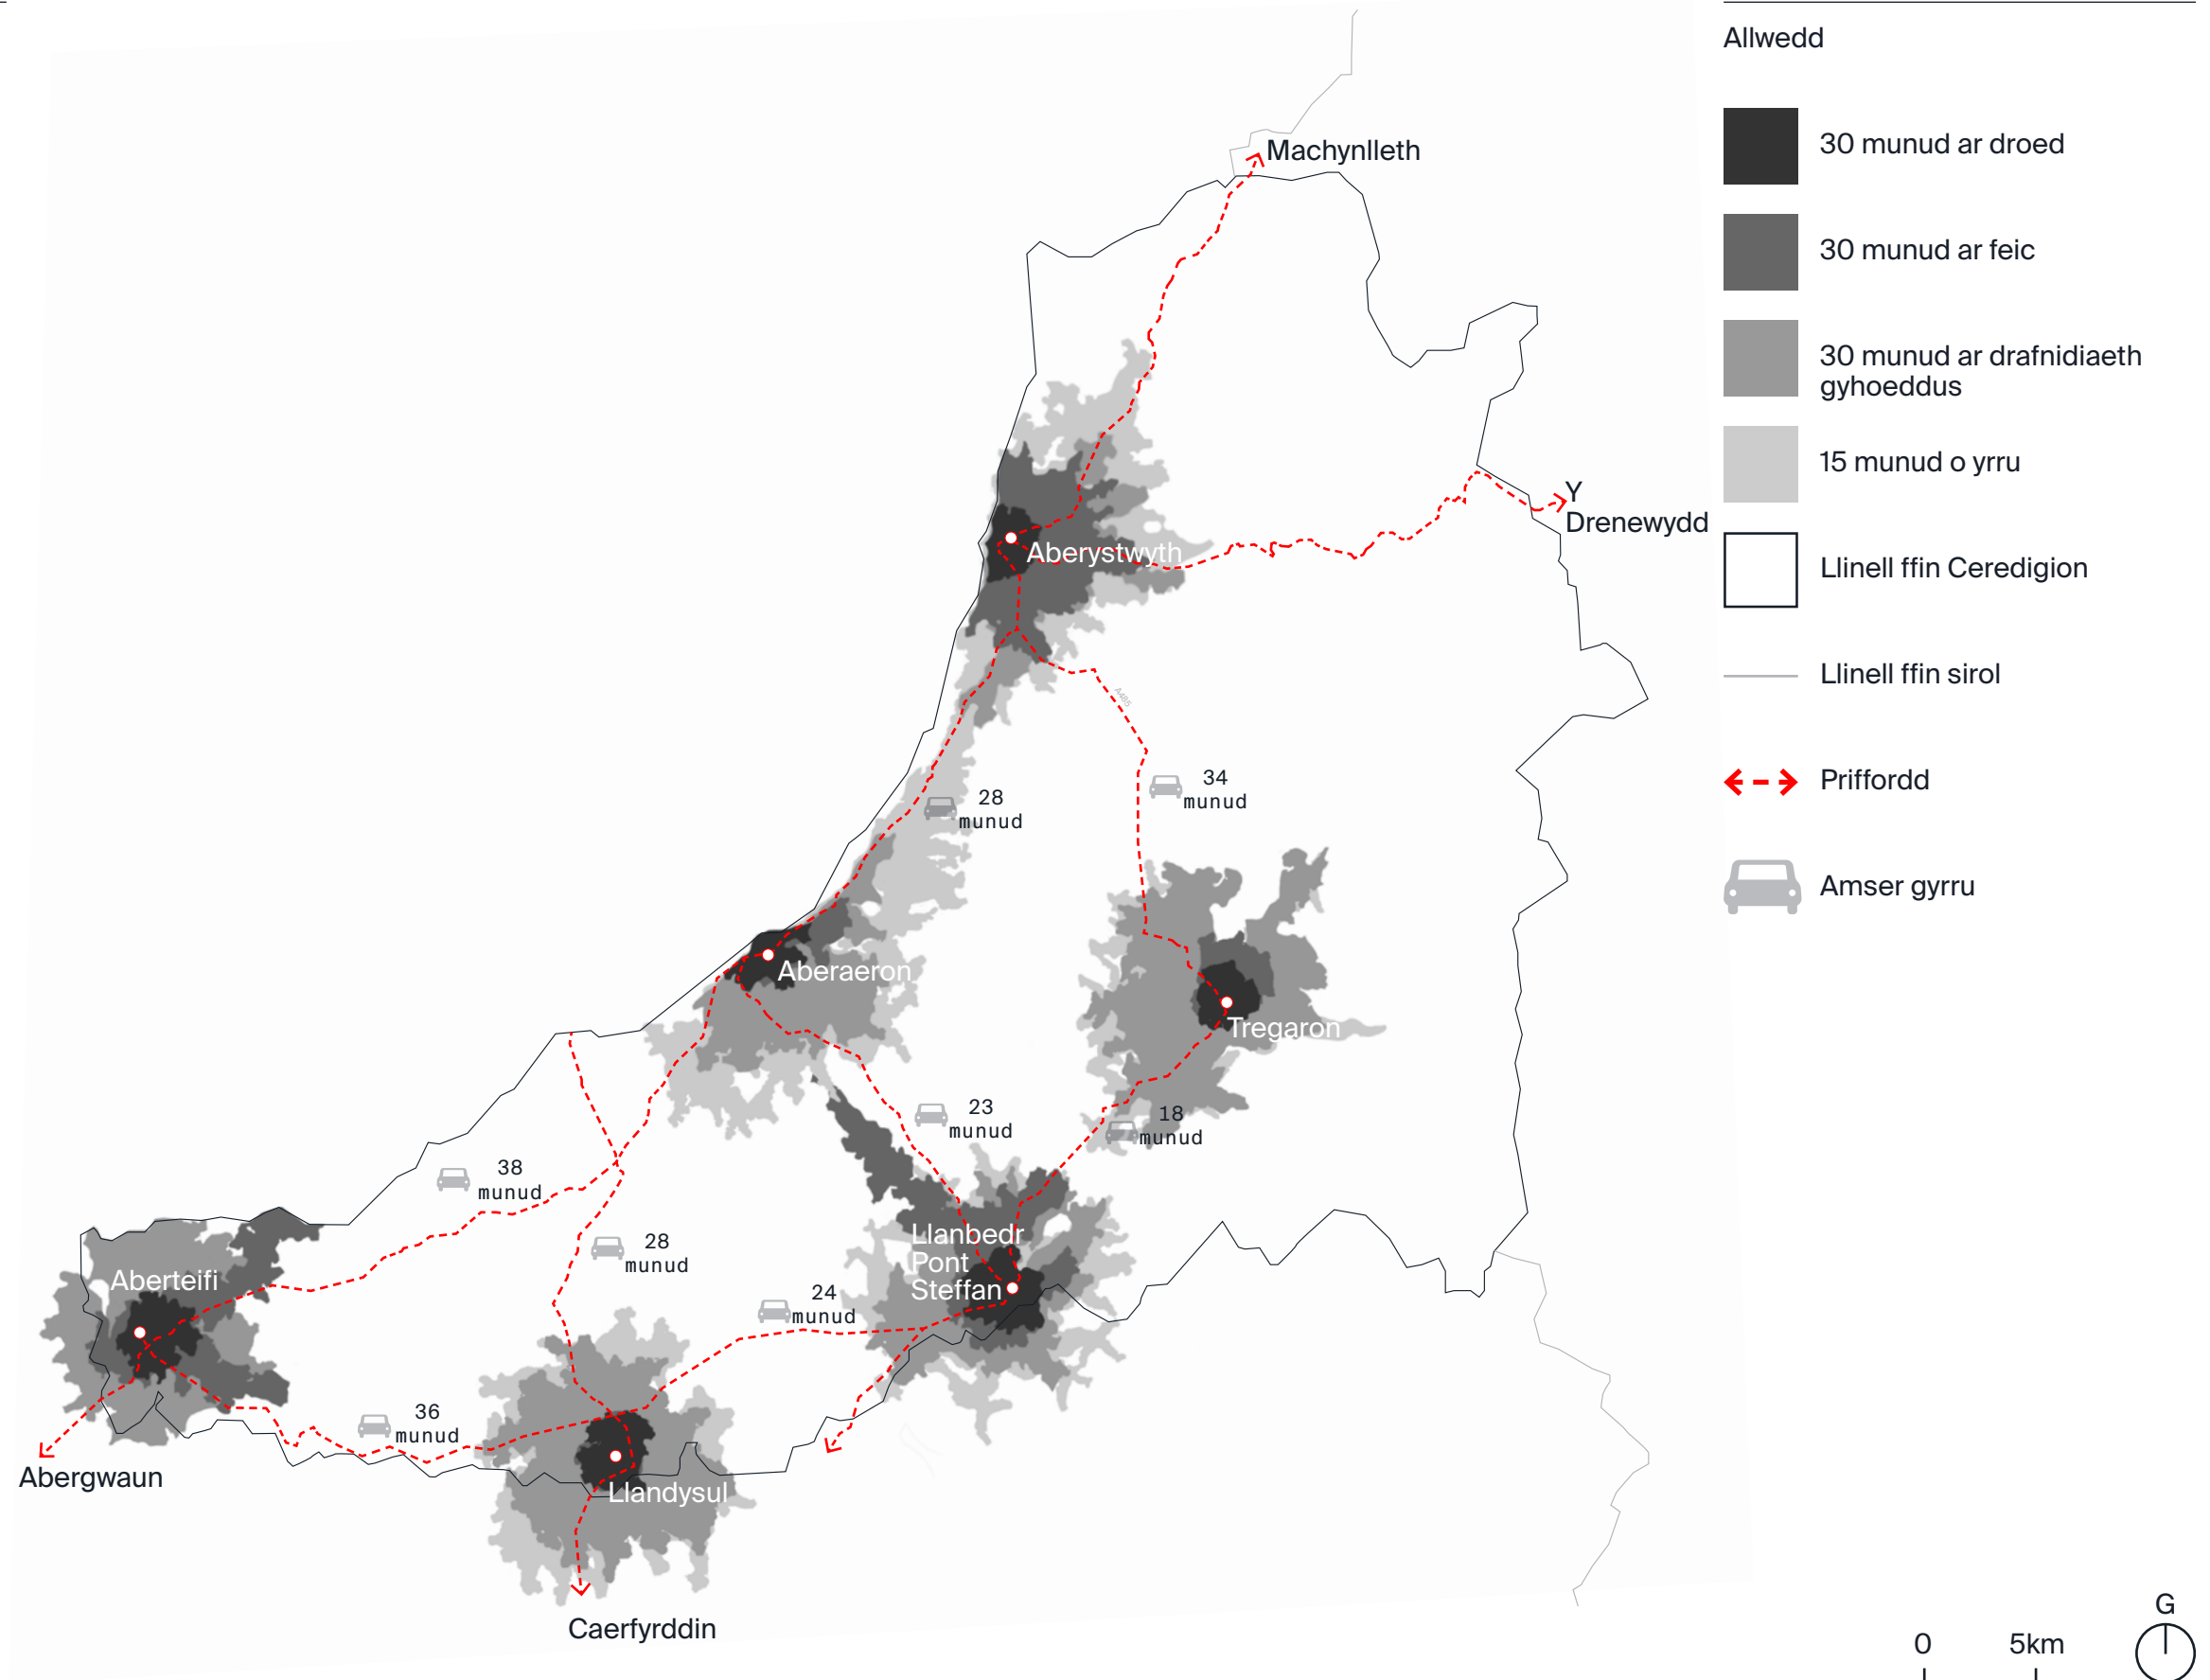 Allwedd
30 munud ar droed
30 munud ar feic
30 munud ar drafnidiaeth
gyhoeddus
15 munud o yrru
Llinell ffin Ceredigion
Llinell ffin sirol
Priffordd
Amser gyrru
Machynlleth
Y
Drenewydd
Aberystwyth
A485
34
munud
28
munud
Aberaeron
Tregaron
23
munud
18
munud
38
munud
28
munud
Llanbedr
Pont
Steffan
Aberteifi
24
munud
36
munud
Abergwaun
Llandysul
Caerfyrddin
G
0 5km